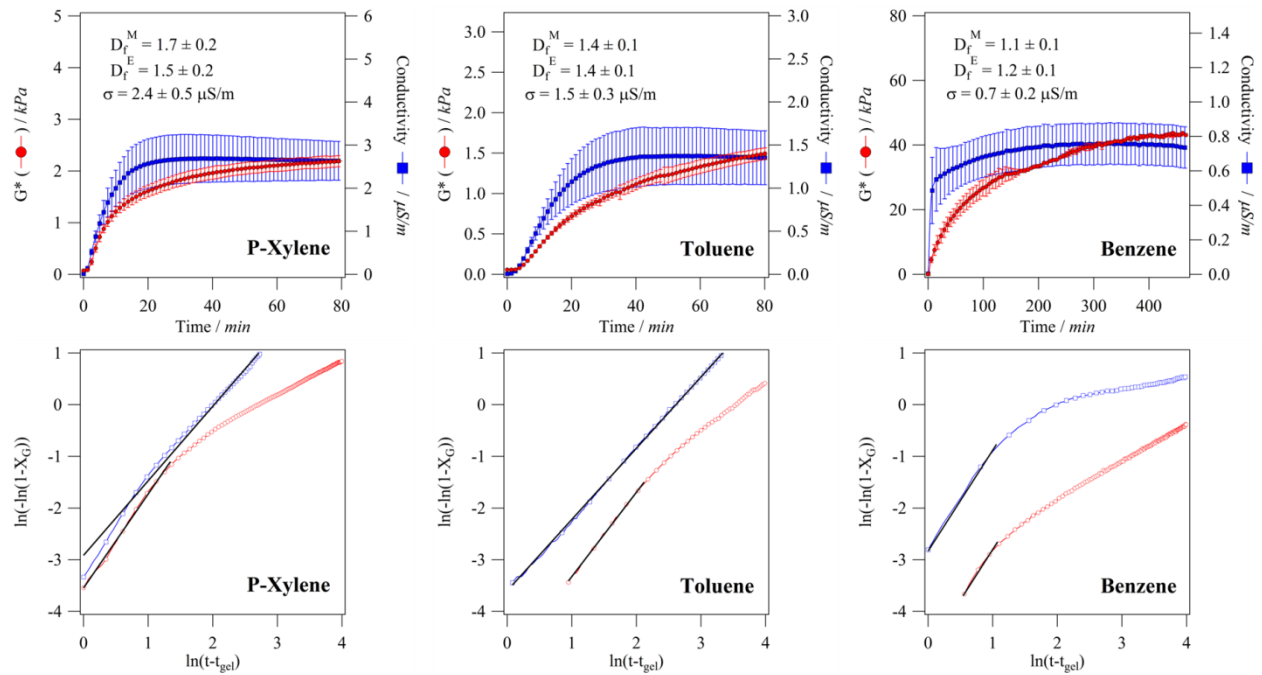 5
4
3
2
1
0
G* ( ) / kPa
D_f^M = 1.7 ± 0.2
D_f^E = 1.5 ± 0.2
σ = 2.4 ± 0.5 μS/m
P-Xylene
6
5
4
3
2
1
0
Conductivity ( ) / μS/m
0 20 40 60 80
Time / min
3.0
2.5
2.0
1.5
1.0
0.5
0.0
G* ( ) / kPa
D_f^M = 1.4 ± 0.1
D_f^E = 1.4 ± 0.1
σ = 1.5 ± 0.3 μS/m
Toluene
3.0
2.5
2.0
1.5
1.0
0.5
0.0
Conductivity ( ) / μS/m
0 20 40 60 80
Time / min
80
60
40
20
0
G* ( ) / kPa
D_f^M = 1.1 ± 0.1
D_f^E = 1.2 ± 0.1
σ = 0.7 ± 0.2 μS/m
Benzene
1.4
1.2
1.0
0.8
0.6
0.4
0.2
0.0
Conductivity ( ) / μS/m
0 100 200 300 400
Time / min
1
0
-1
-2
-3
-4
ln(-ln(1-X_G))
P-Xylene
0 1 2 3 4
ln(t-t_gel)
1
0
-1
-2
-3
-4
ln(-ln(1-X_G))
Toluene
0 1 2 3 4
ln(t-t_gel)
1
0
-1
-2
-3
-4
ln(-ln(1-X_G))
Benzene
0 1 2 3 4
ln(t-t_gel)